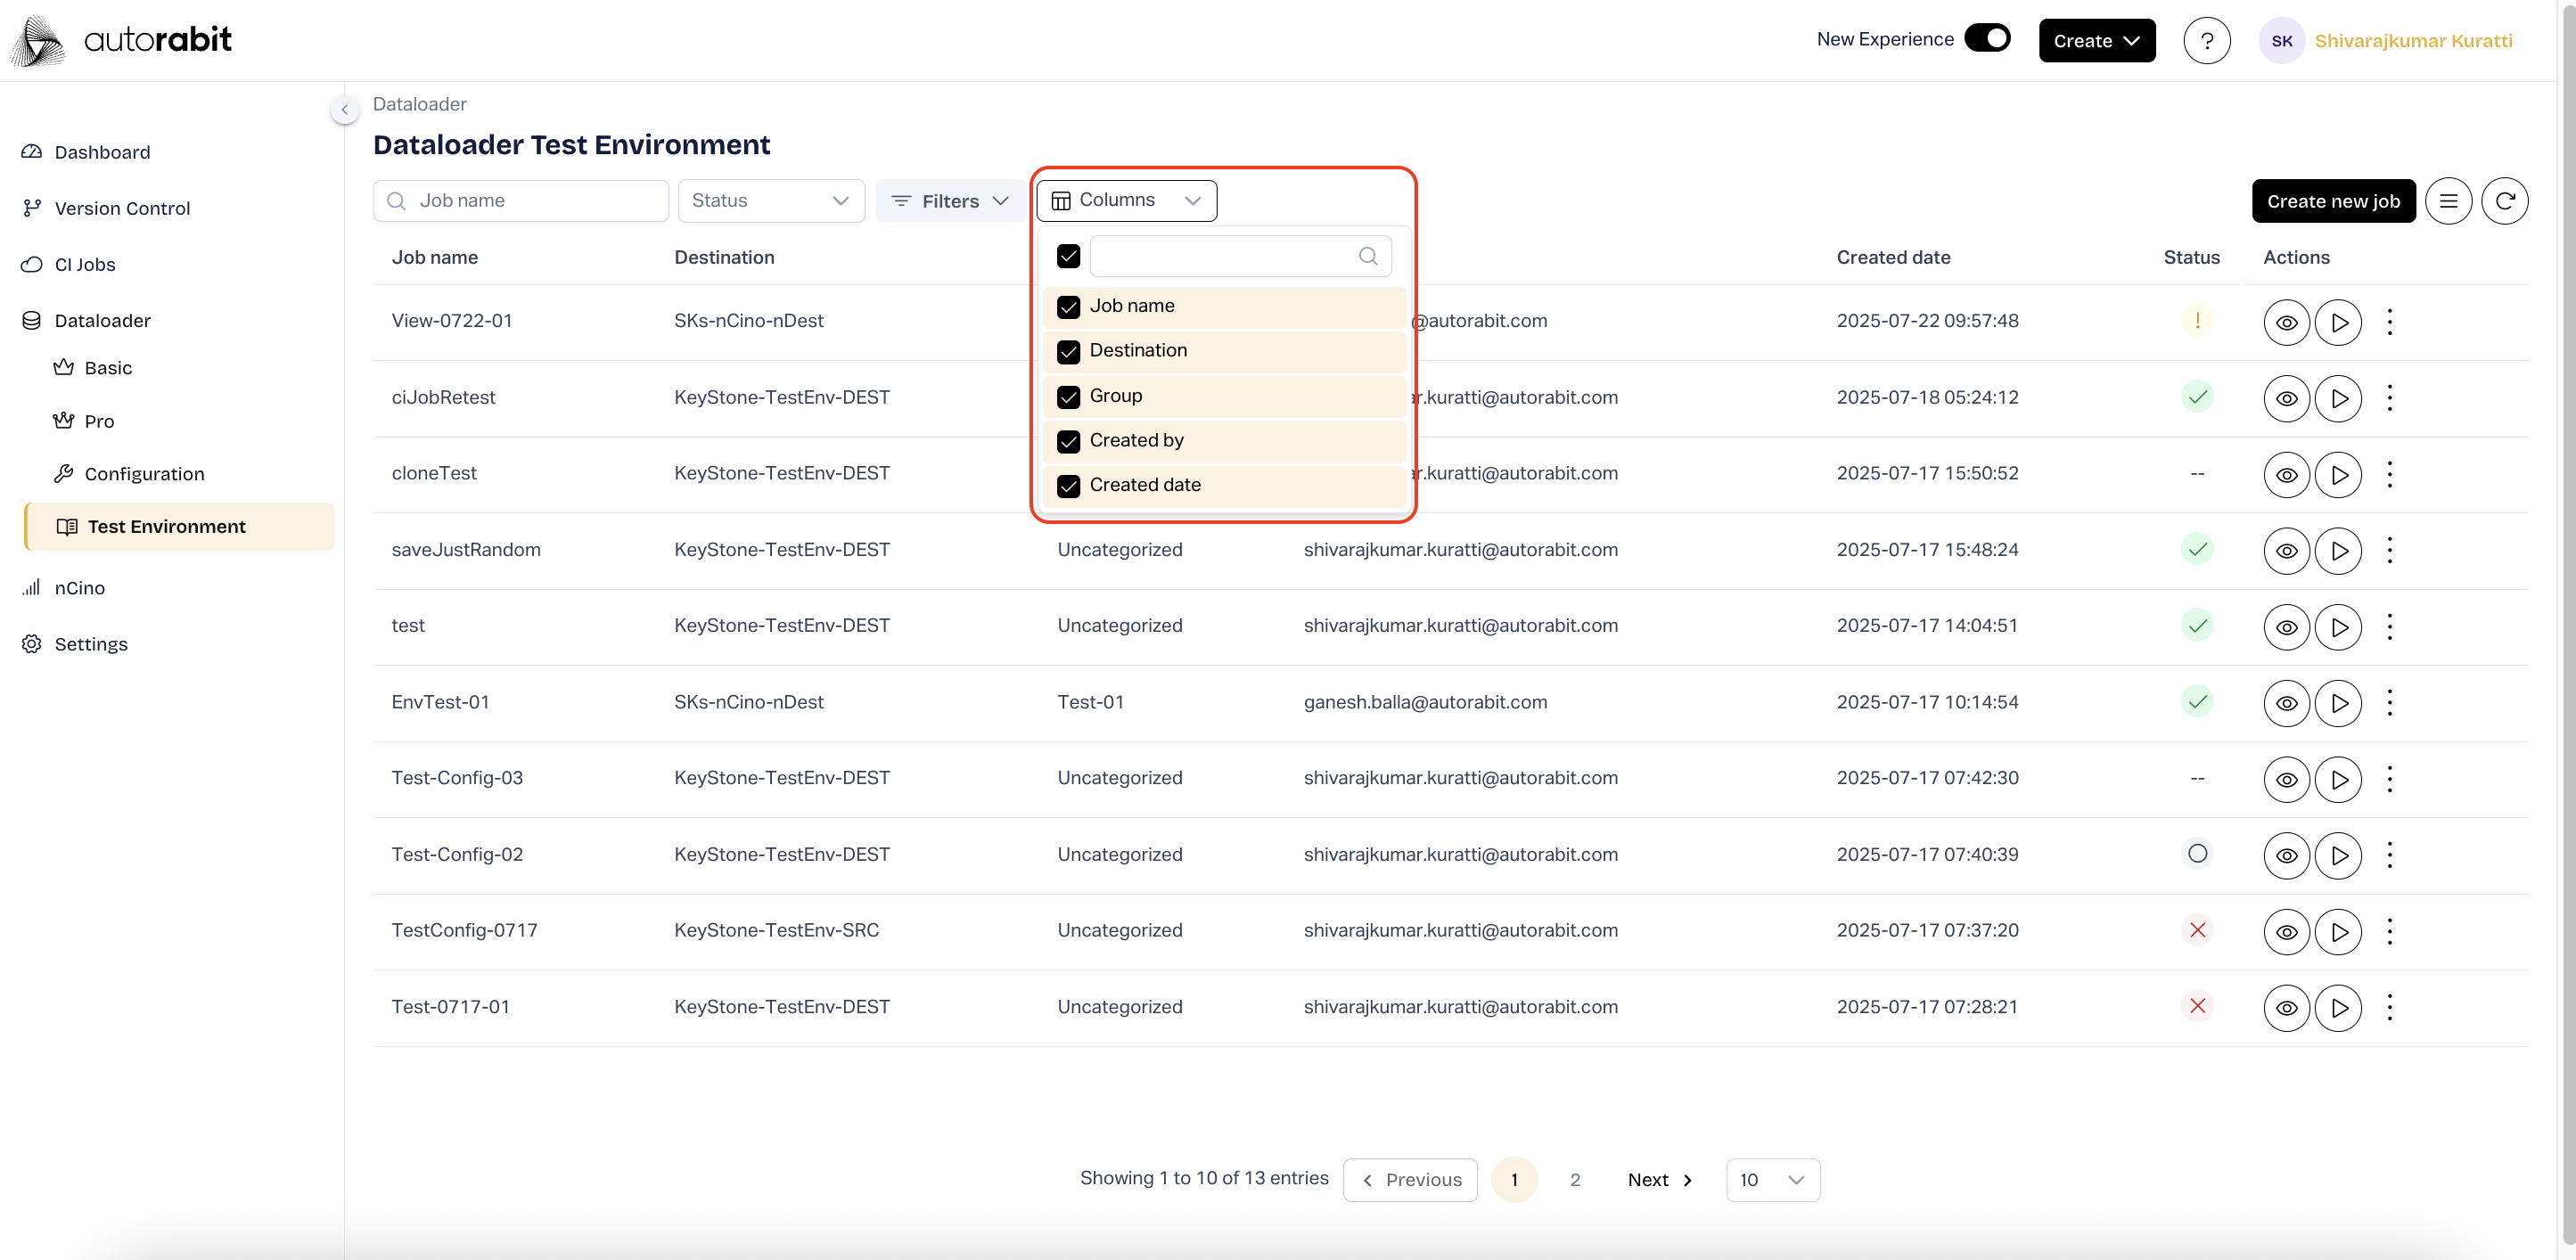 autorabit
New Experience
Create
?
SK
Shivarajkumar Kuratti
Dashboard
Version Control
CI Jobs
Dataloader
Basic
Pro
Configuration
Test Environment
nCino
Settings
Dataloader
Dataloader Test Environment
Job name
Status
Filters
Columns
Create new job
Job name
Destination
Group
Created by
Created date
Job name Destination Created date Status Actions
View-0722-01 SKs-nCino-nDest @autorabit.com 2025-07-22 09:57:48 !
ciJobRetest KeyStone-TestEnv-DEST ar.kuratti@autorabit.com 2025-07-18 05:24:12
cloneTest KeyStone-TestEnv-DEST ar.kuratti@autorabit.com 2025-07-17 15:50:52 --
saveJustRandom KeyStone-TestEnv-DEST Uncategorized shivarajkumar.kuratti@autorabit.com 2025-07-17 15:48:24
test KeyStone-TestEnv-DEST Uncategorized shivarajkumar.kuratti@autorabit.com 2025-07-17 14:04:51
EnvTest-01 SKs-nCino-nDest Test-01 ganesh.balla@autorabit.com 2025-07-17 10:14:54
Test-Config-03 KeyStone-TestEnv-DEST Uncategorized shivarajkumar.kuratti@autorabit.com 2025-07-17 07:42:30 --
Test-Config-02 KeyStone-TestEnv-DEST Uncategorized shivarajkumar.kuratti@autorabit.com 2025-07-17 07:40:39
TestConfig-0717 KeyStone-TestEnv-SRC Uncategorized shivarajkumar.kuratti@autorabit.com 2025-07-17 07:37:20
Test-0717-01 KeyStone-TestEnv-DEST Uncategorized shivarajkumar.kuratti@autorabit.com 2025-07-17 07:28:21
Showing 1 to 10 of 13 entries Previous 1 2 Next 10